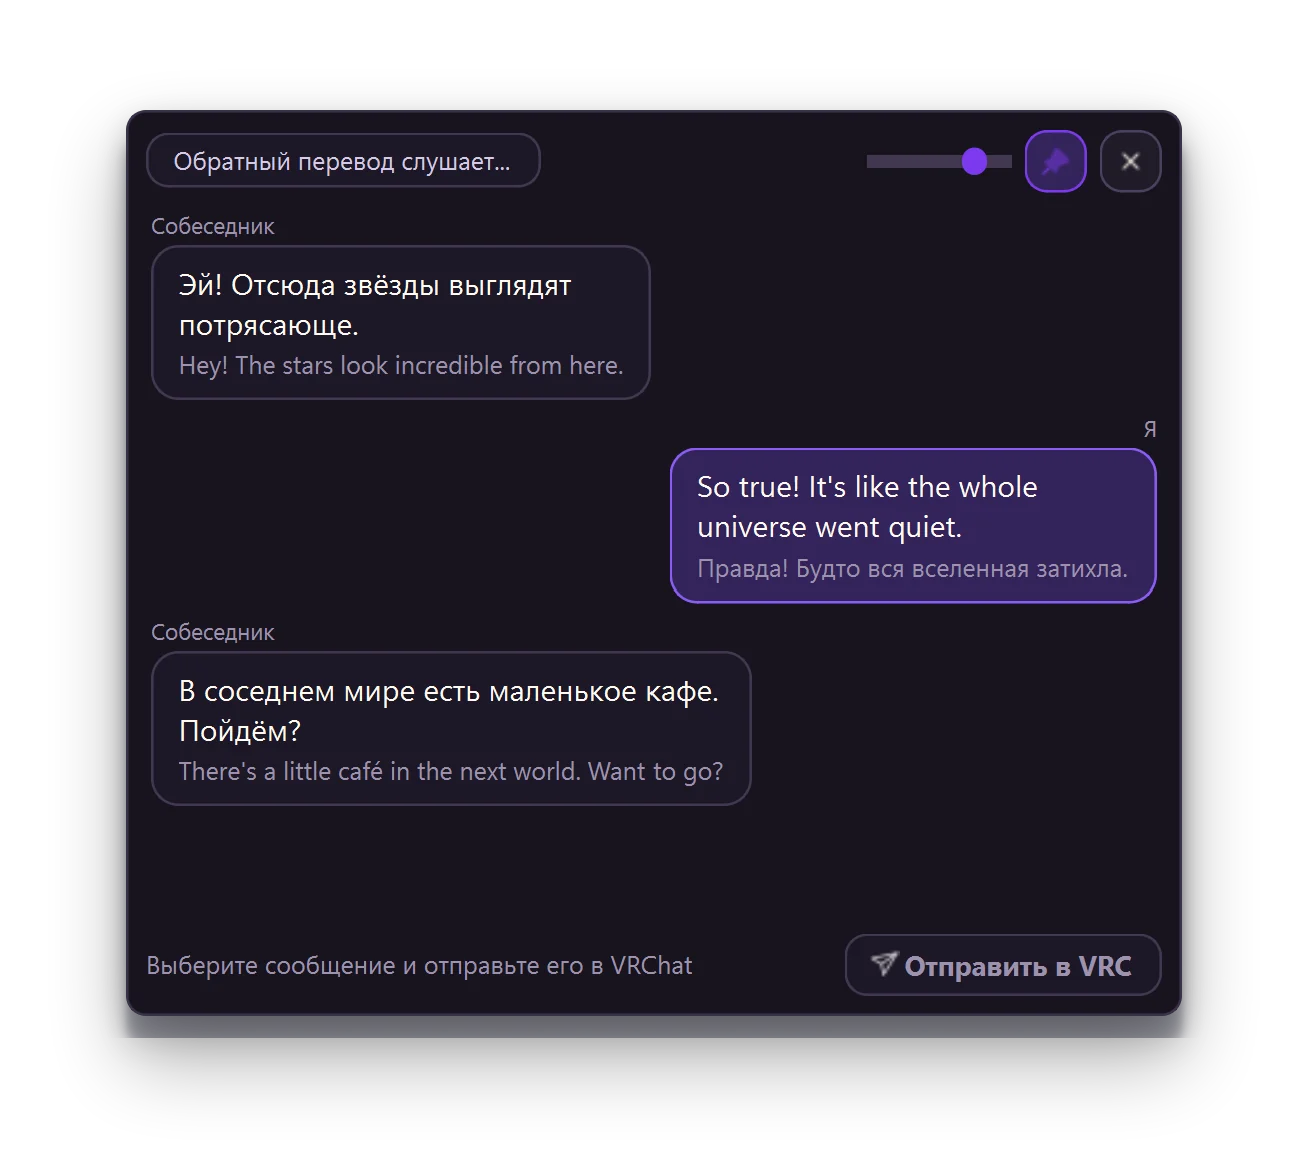 Обратный перевод слушает...
Собеседник
Эй! Отсюда звёзды выглядят
потрясающе.
Hey! The stars look incredible from here.
Я
So true! It's like the whole
universe went quiet.
Правда! Будто вся вселенная затихла.
Собеседник
В соседнем мире есть маленькое кафе.
Пойдём?
There's a little café in the next world. Want to go?
Выберите сообщение и отправьте его в VRChat
Отправить в VRC